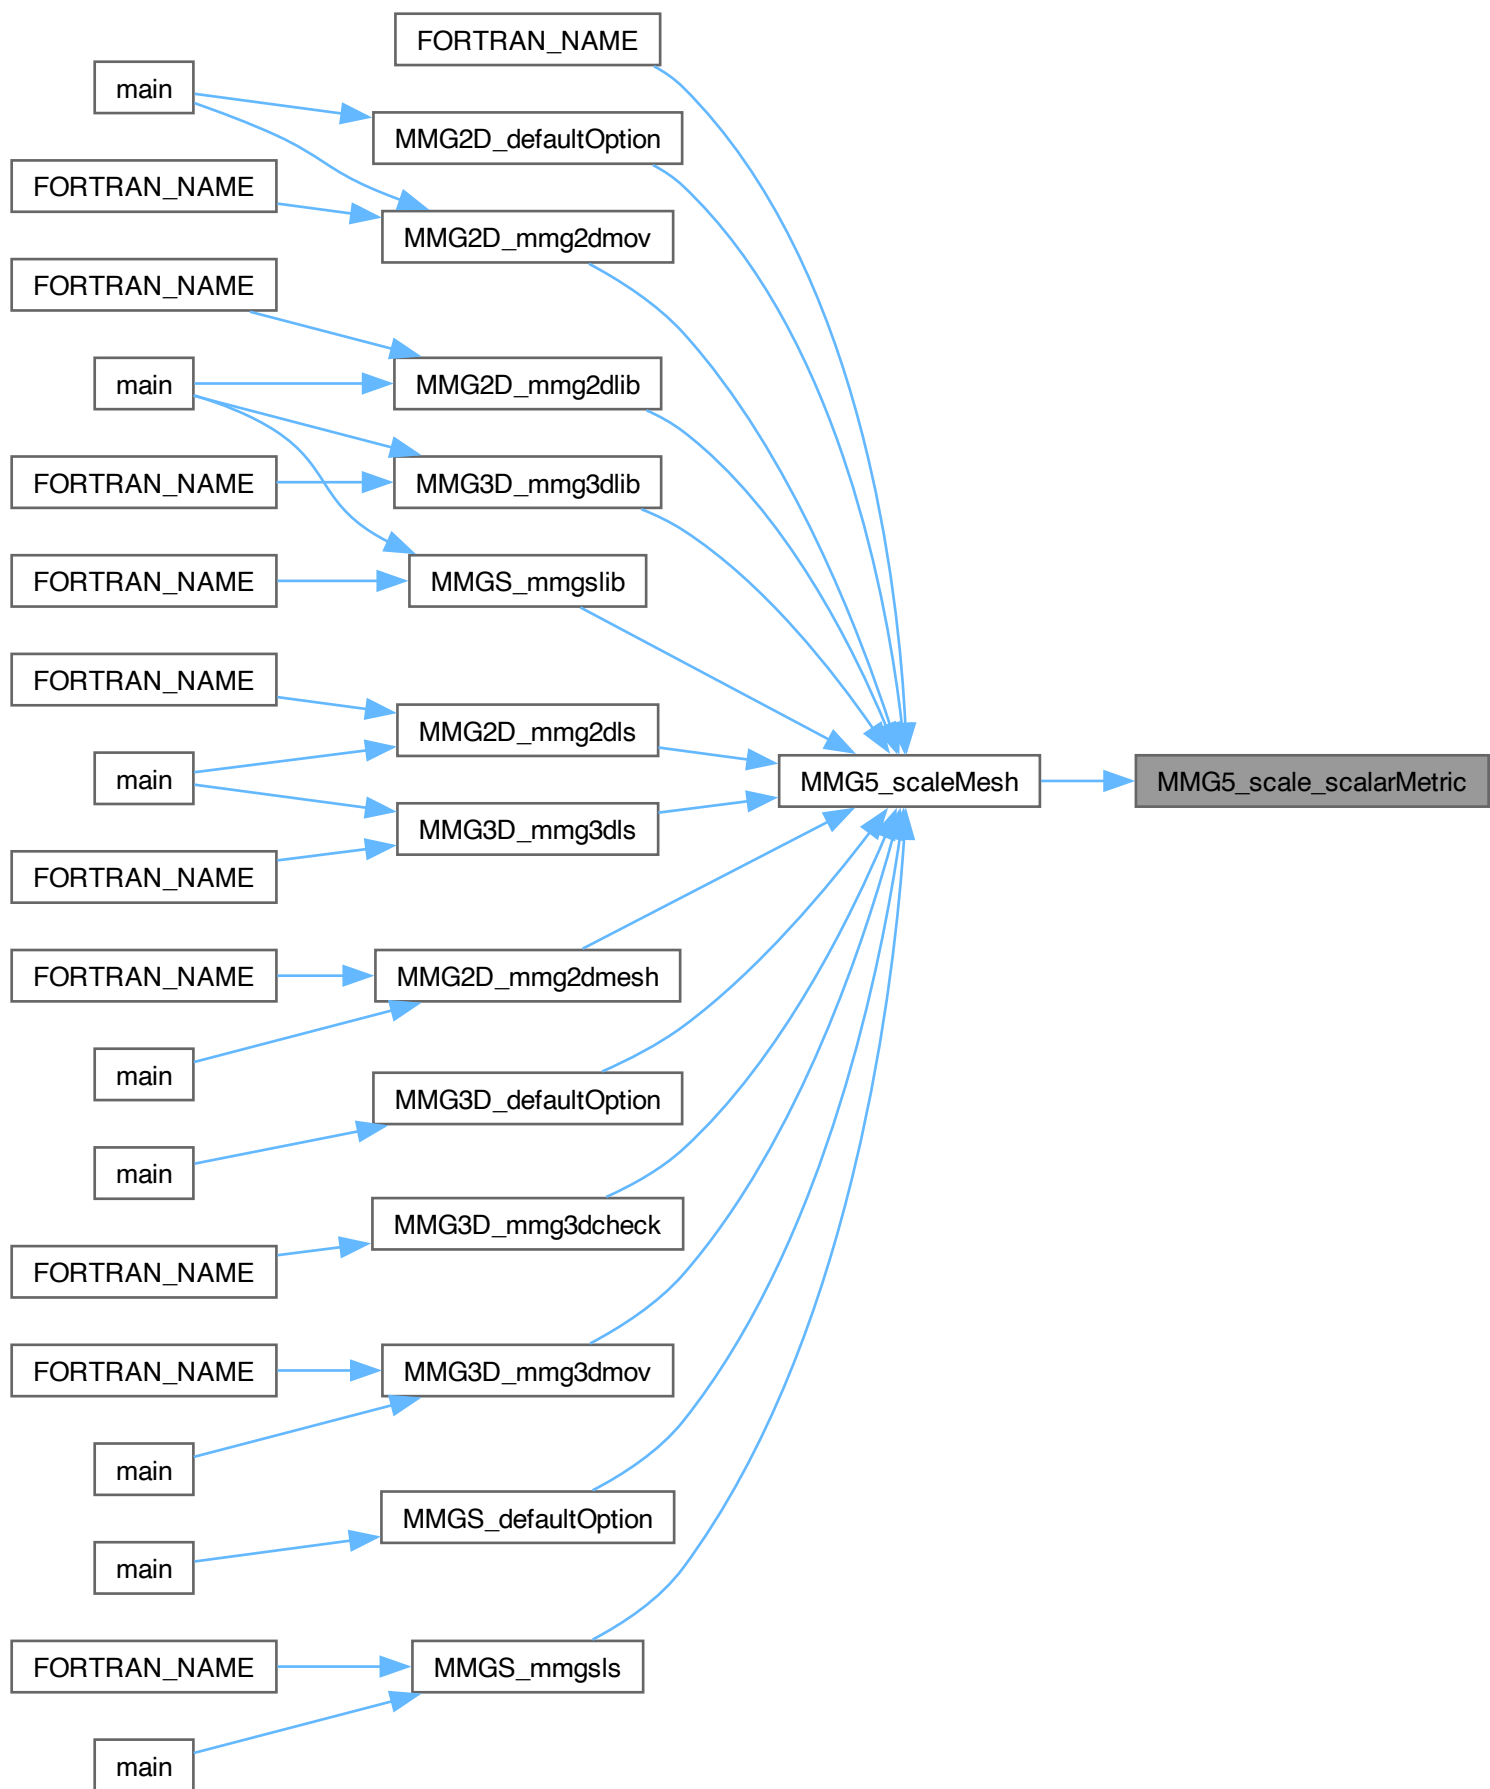 FORTRAN_NAME
main
MMG2D_defaultOption
FORTRAN_NAME
MMG2D_mmg2dmov
FORTRAN_NAME
main
MMG2D_mmg2dlib
FORTRAN_NAME
MMG3D_mmg3dlib
FORTRAN_NAME
MMGS_mmgslib
FORTRAN_NAME
MMG2D_mmg2dls
main
MMG5_scaleMesh
MMG5_scale_scalarMetric
MMG3D_mmg3dls
FORTRAN_NAME
FORTRAN_NAME
MMG2D_mmg2dmesh
main
MMG3D_defaultOption
main
MMG3D_mmg3dcheck
FORTRAN_NAME
FORTRAN_NAME
MMG3D_mmg3dmov
main
MMGS_defaultOption
main
FORTRAN_NAME
MMGS_mmgsls
main